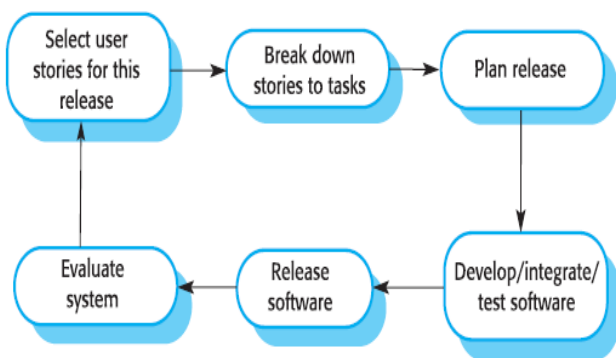 Select user
stories for this
release
Break down
stories to tasks
Plan release
Evaluate
system
Release
software
Develop/integrate/
test software